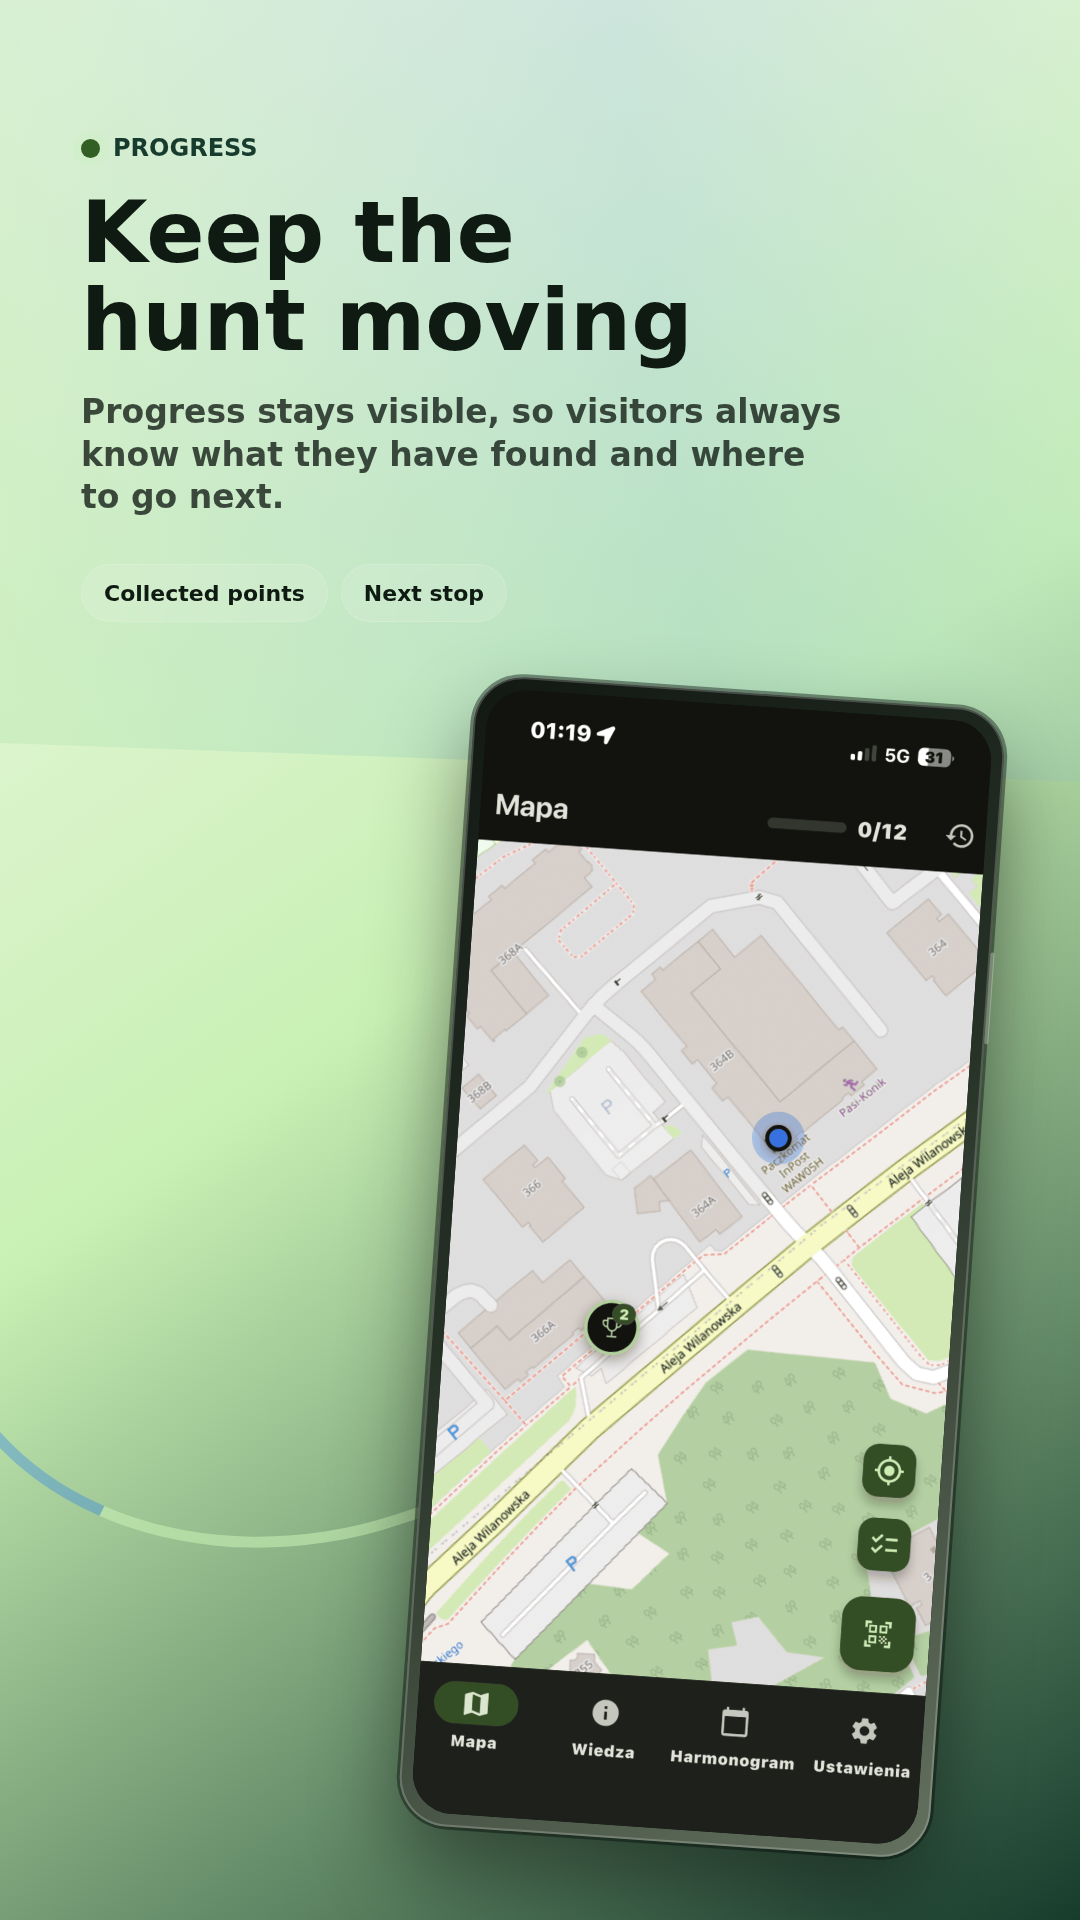 PROGRESS
Keep the
hunt moving
Progress stays visible, so visitors always
know what they have found and where
to go next.
Collected points
Next stop
01:19
5G
31
Mapa
0/12
368A
364
364B
368B
Pasi-Konik
P
Paczkomat
InPost
WAW05H
Aleja Wilanowska
P
366
364A
2
366A
Aleja Wilanowska
P
Aleja Wilanowska
P
kiego
355
Mapa
Wiedza
Harmonogram
Ustawienia